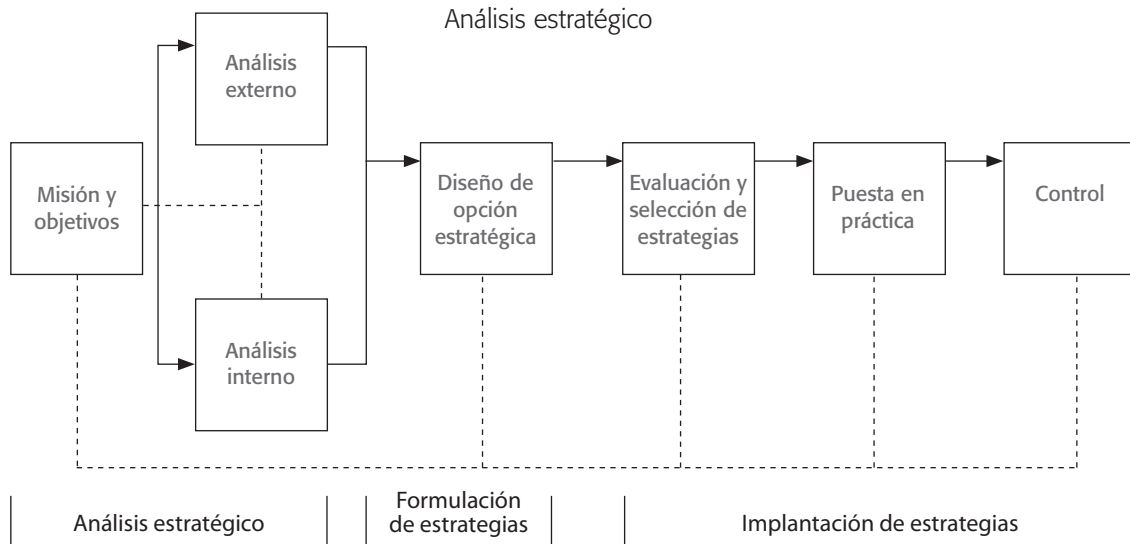 Análisis estratégico
Análisis
externo
Misión y
objetivos
Diseño de
opción
estratégica
Evaluación y
selección de
estrategias
Puesta en
práctica
Control
Análisis
interno
Análisis estratégico
Formulación
de estrategias
Implantación de estrategias